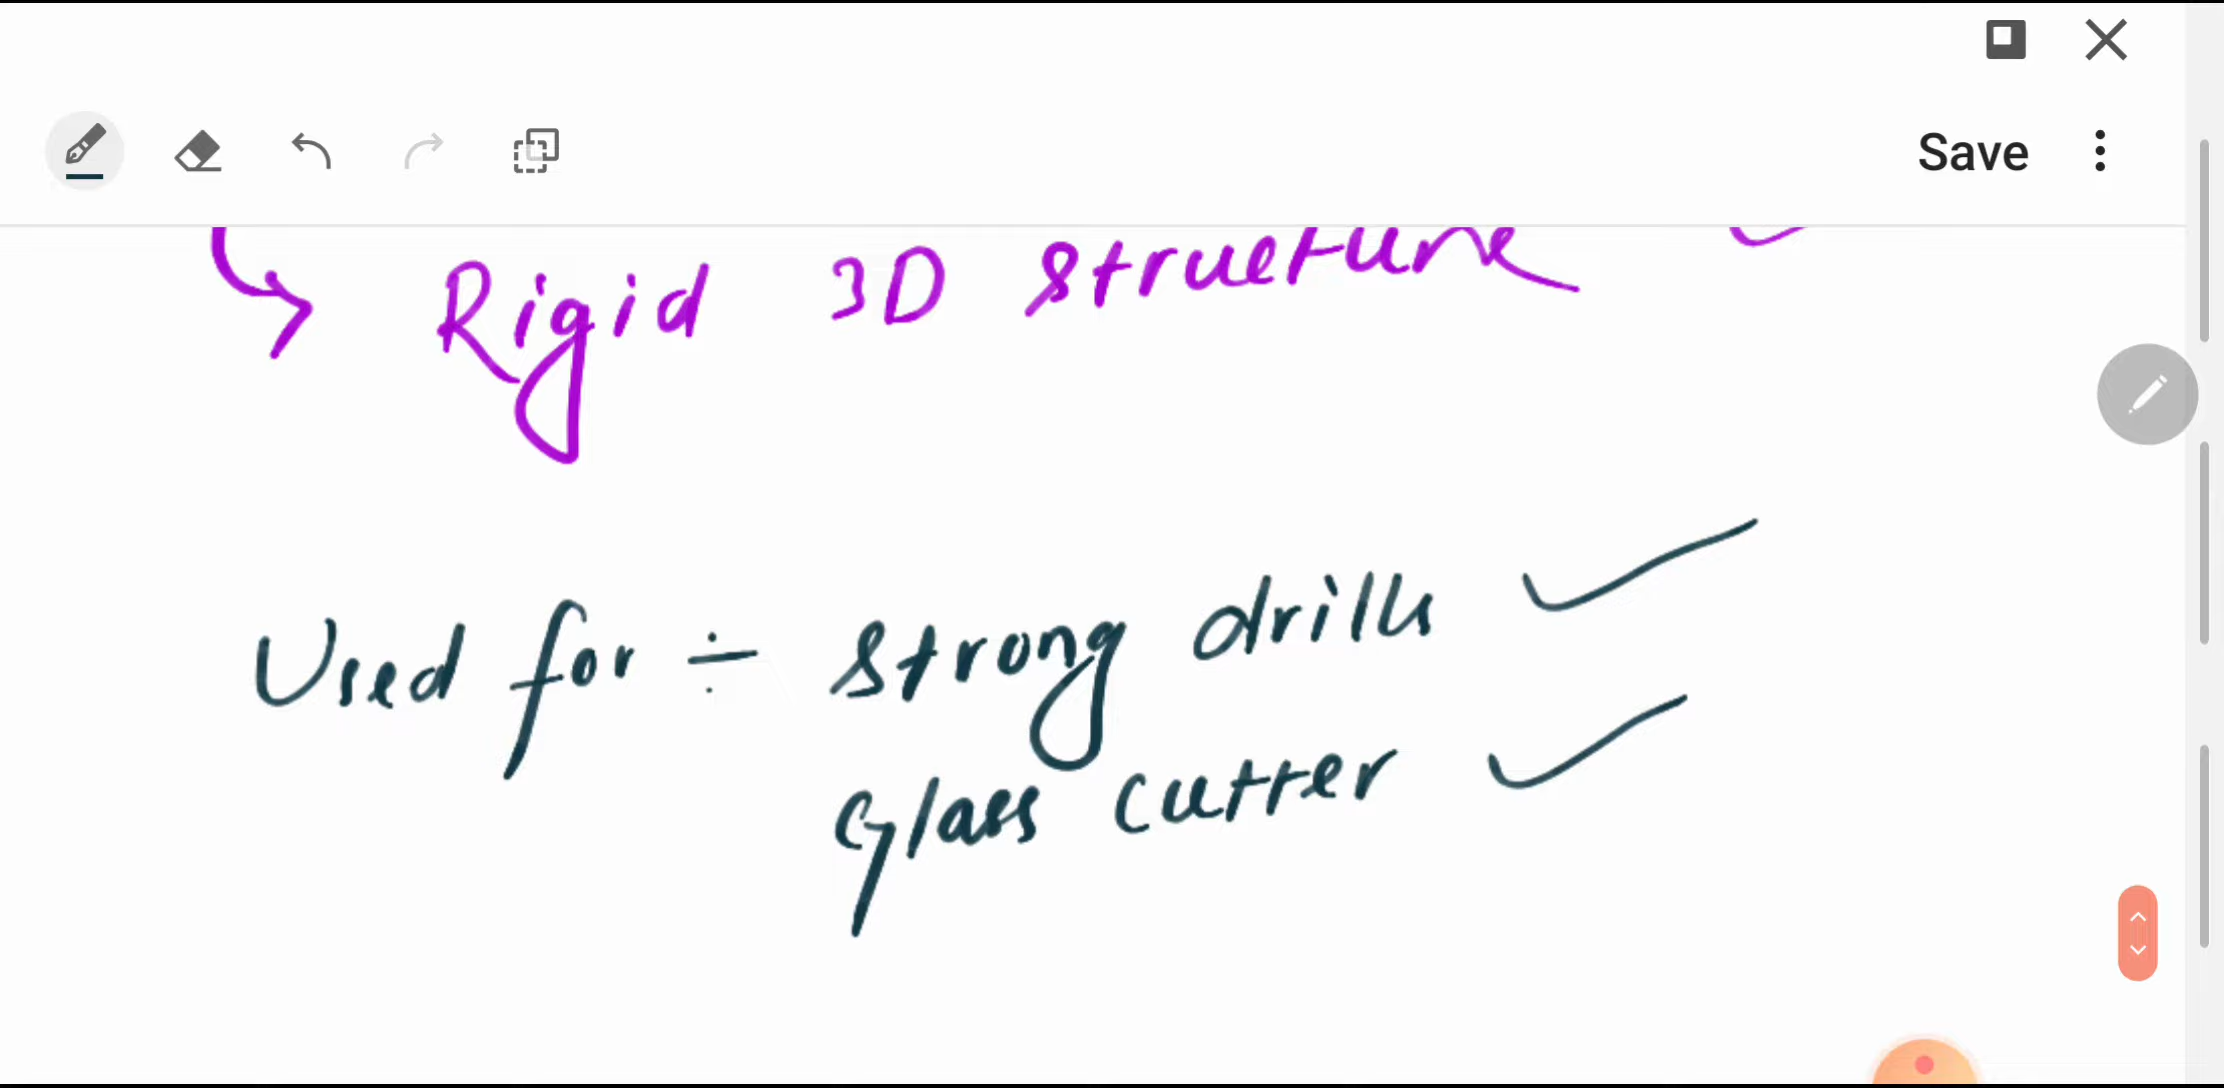 Save
Rigid 3D structure
Used for ÷ strong drills
Glass cutter